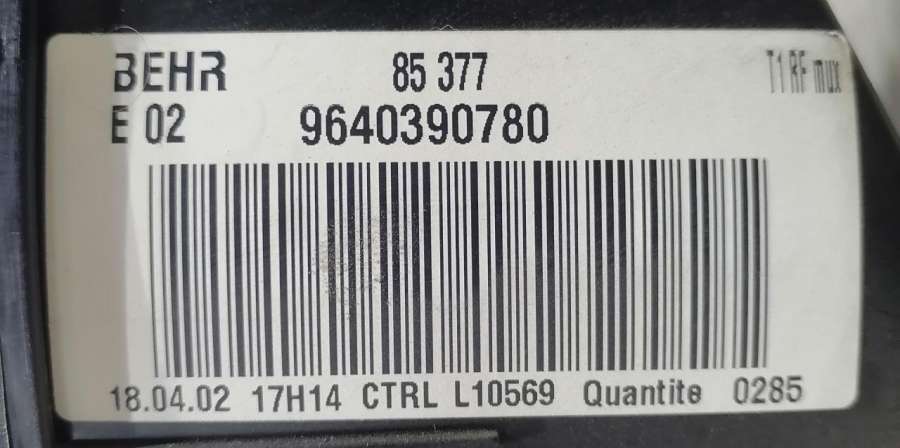 BEHR 85 377 T1 RF mux
E 02 9640390780
18.04.02 17H14 CTRL L10569 Quantite 0285